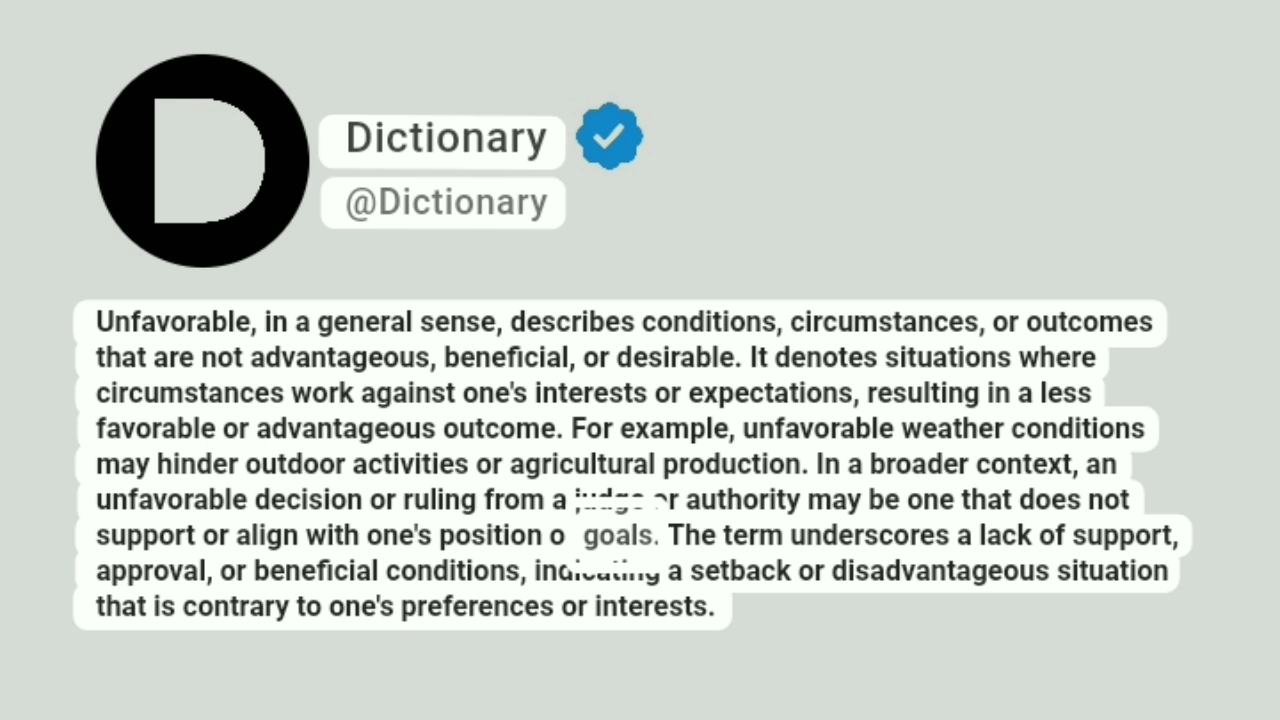 D
Dictionary
@Dictionary
Unfavorable, in a general sense, describes conditions, circumstances, or outcomes
that are not advantageous, beneficial, or desirable. It denotes situations where
circumstances work against one's interests or expectations, resulting in a less
favorable or advantageous outcome. For example, unfavorable weather conditions
may hinder outdoor activities or agricultural production. In a broader context, an
unfavorable decision or ruling from a judge or authority may be one that does not
support or align with one's position o goals. The term underscores a lack of support,
approval, or beneficial conditions, indicating a setback or disadvantageous situation
that is contrary to one's preferences or interests.